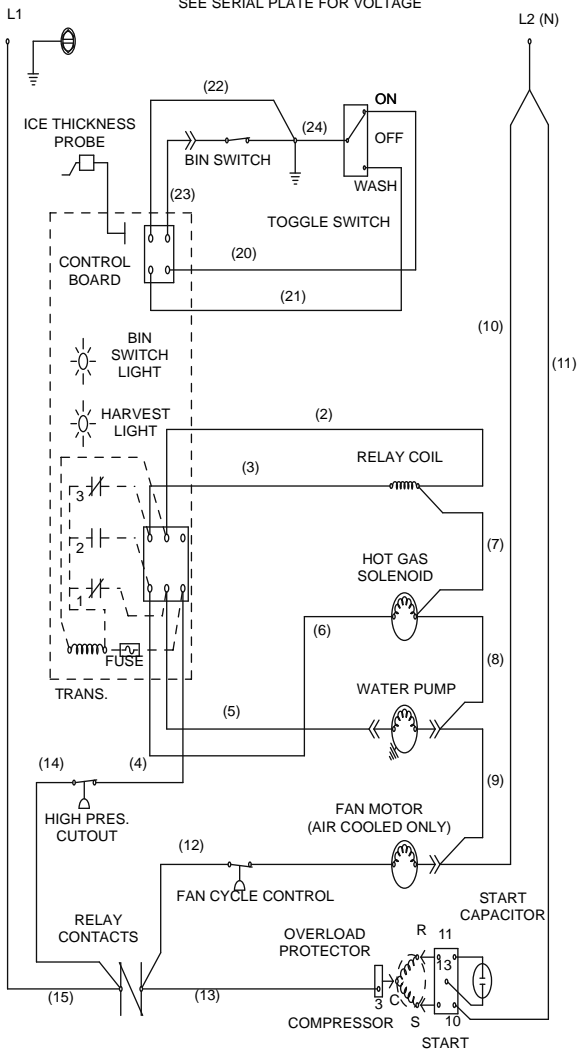 SEE SERIAL PLATE FOR VOLTAGE
L1
L2 (N)
(22)
ICE THICKNESS
PROBE
(24)
ON
OFF
BIN SWITCH
WASH
(23)
TOGGLE SWITCH
CONTROL
BOARD
(20)
(21)
(10)
BIN
SWITCH
LIGHT
(11)
HARVEST
LIGHT
(2)
(3)
RELAY COIL
3
2
(7)
HOT GAS
SOLENOID
1
(6)
FUSE
(8)
TRANS.
WATER PUMP
(5)
(14)
(4)
(9)
HIGH PRES.
CUTOUT
FAN MOTOR
(AIR COOLED ONLY)
(12)
FAN CYCLE CONTROL
START
CAPACITOR
RELAY
CONTACTS
OVERLOAD
PROTECTOR
R
11
13
(15)
(13)
3
C
COMPRESSOR
S
10
START